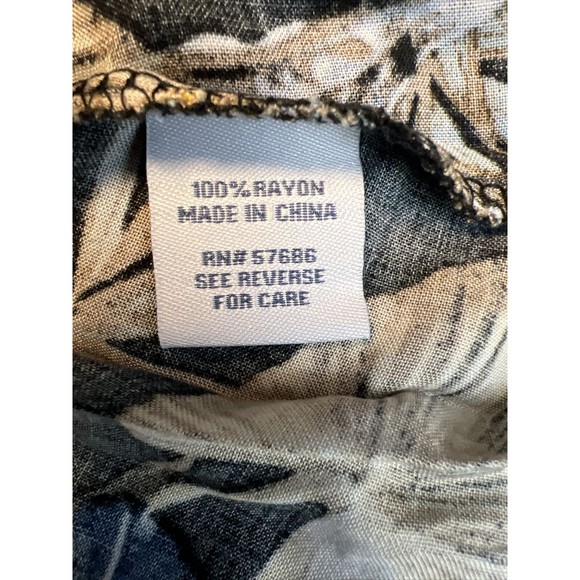 100% RAYON
MADE IN CHINA
RN# 57686
SEE REVERSE
FOR CARE